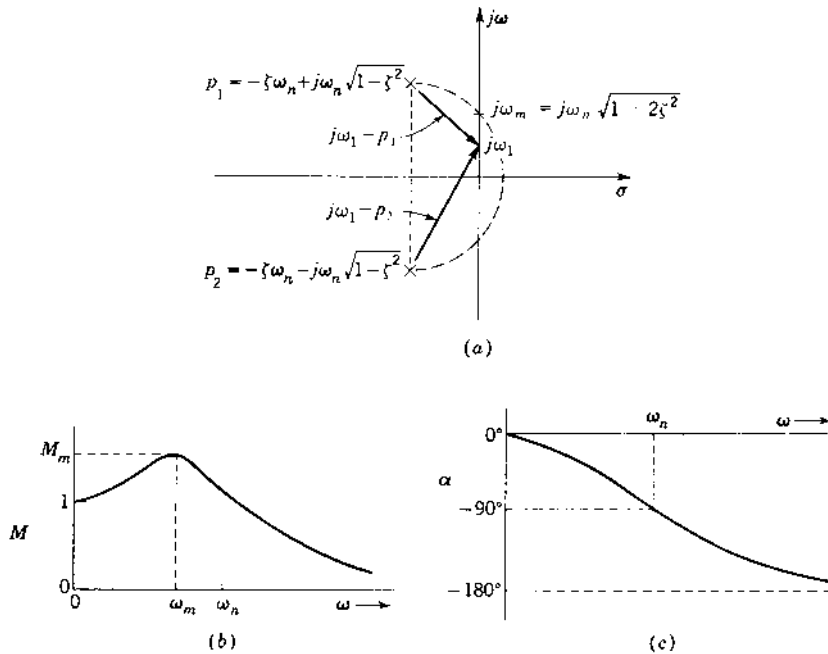 jω
p₁ = −ζωₙ + jωₙ √1−ζ²
jωₘ = jωₙ √1 · 2ζ²
jω₁ − p₁
jω₁
σ
jω₁ − p₂
p₂ = −ζωₙ − jωₙ √1−ζ²
(a)
Mₘ
1
M
0
0
ωₘ
ωₙ
ω
(b)
ωₙ
ω
0°
α
−90°
−180°
(c)